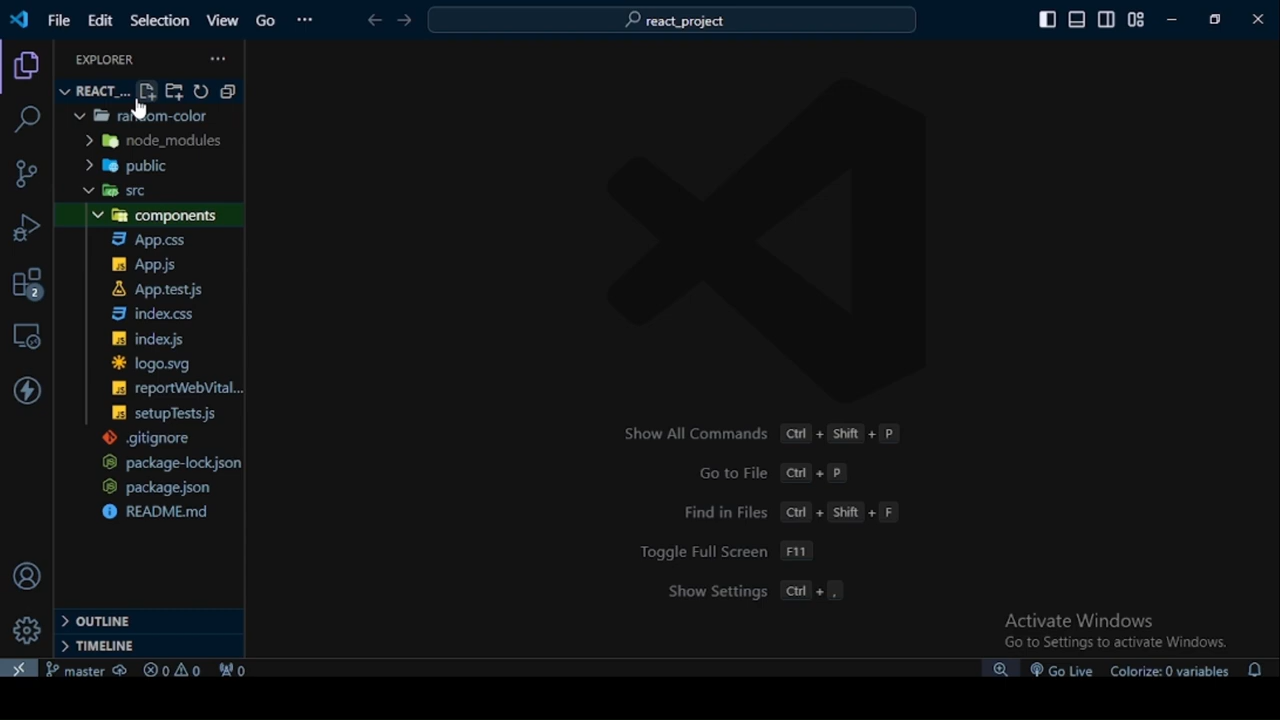 File Edit Selection View Go ... react_project
EXPLORER ...
REACT_...
random-color
node_modules
public
src
components
App.css
App.js
App.test.js
index.css
index.js
logo.svg
reportWebVital...
setupTests.js
.gitignore
package-lock.json
package.json
README.md
OUTLINE
TIMELINE
2
Show All Commands Ctrl + Shift + P
Go to File Ctrl + P
Find in Files Ctrl + Shift + F
Toggle Full Screen F11
Show Settings Ctrl + ,
Activate Windows
Go to Settings to activate Windows.
master 0 0 0 Go Live Colorize: 0 variables